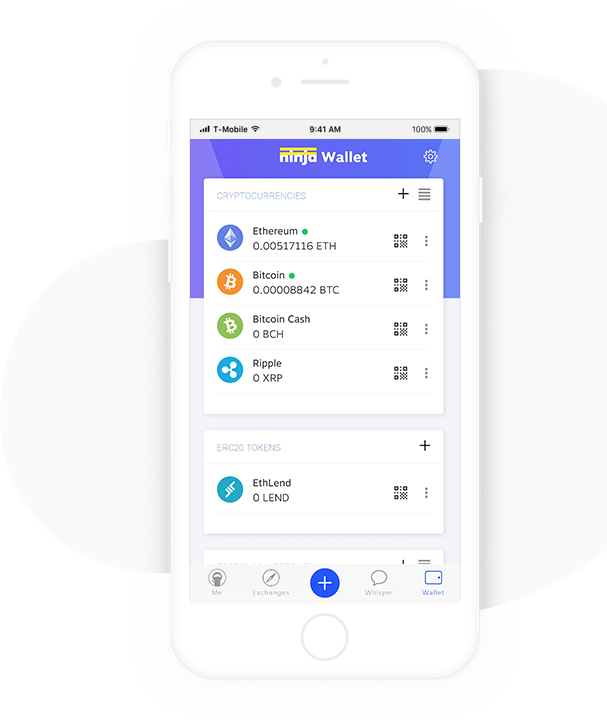 T-Mobile
9:41 AM
100%
ninja Wallet
CRYPTOCURRENCIES
Ethereum
0.00517116 ETH
Bitcoin
0.00008842 BTC
Bitcoin Cash
0 BCH
Ripple
0 XRP
ERC20 TOKENS
EthLend
0 LEND
Me
Exchanges
Whisper
Wallet